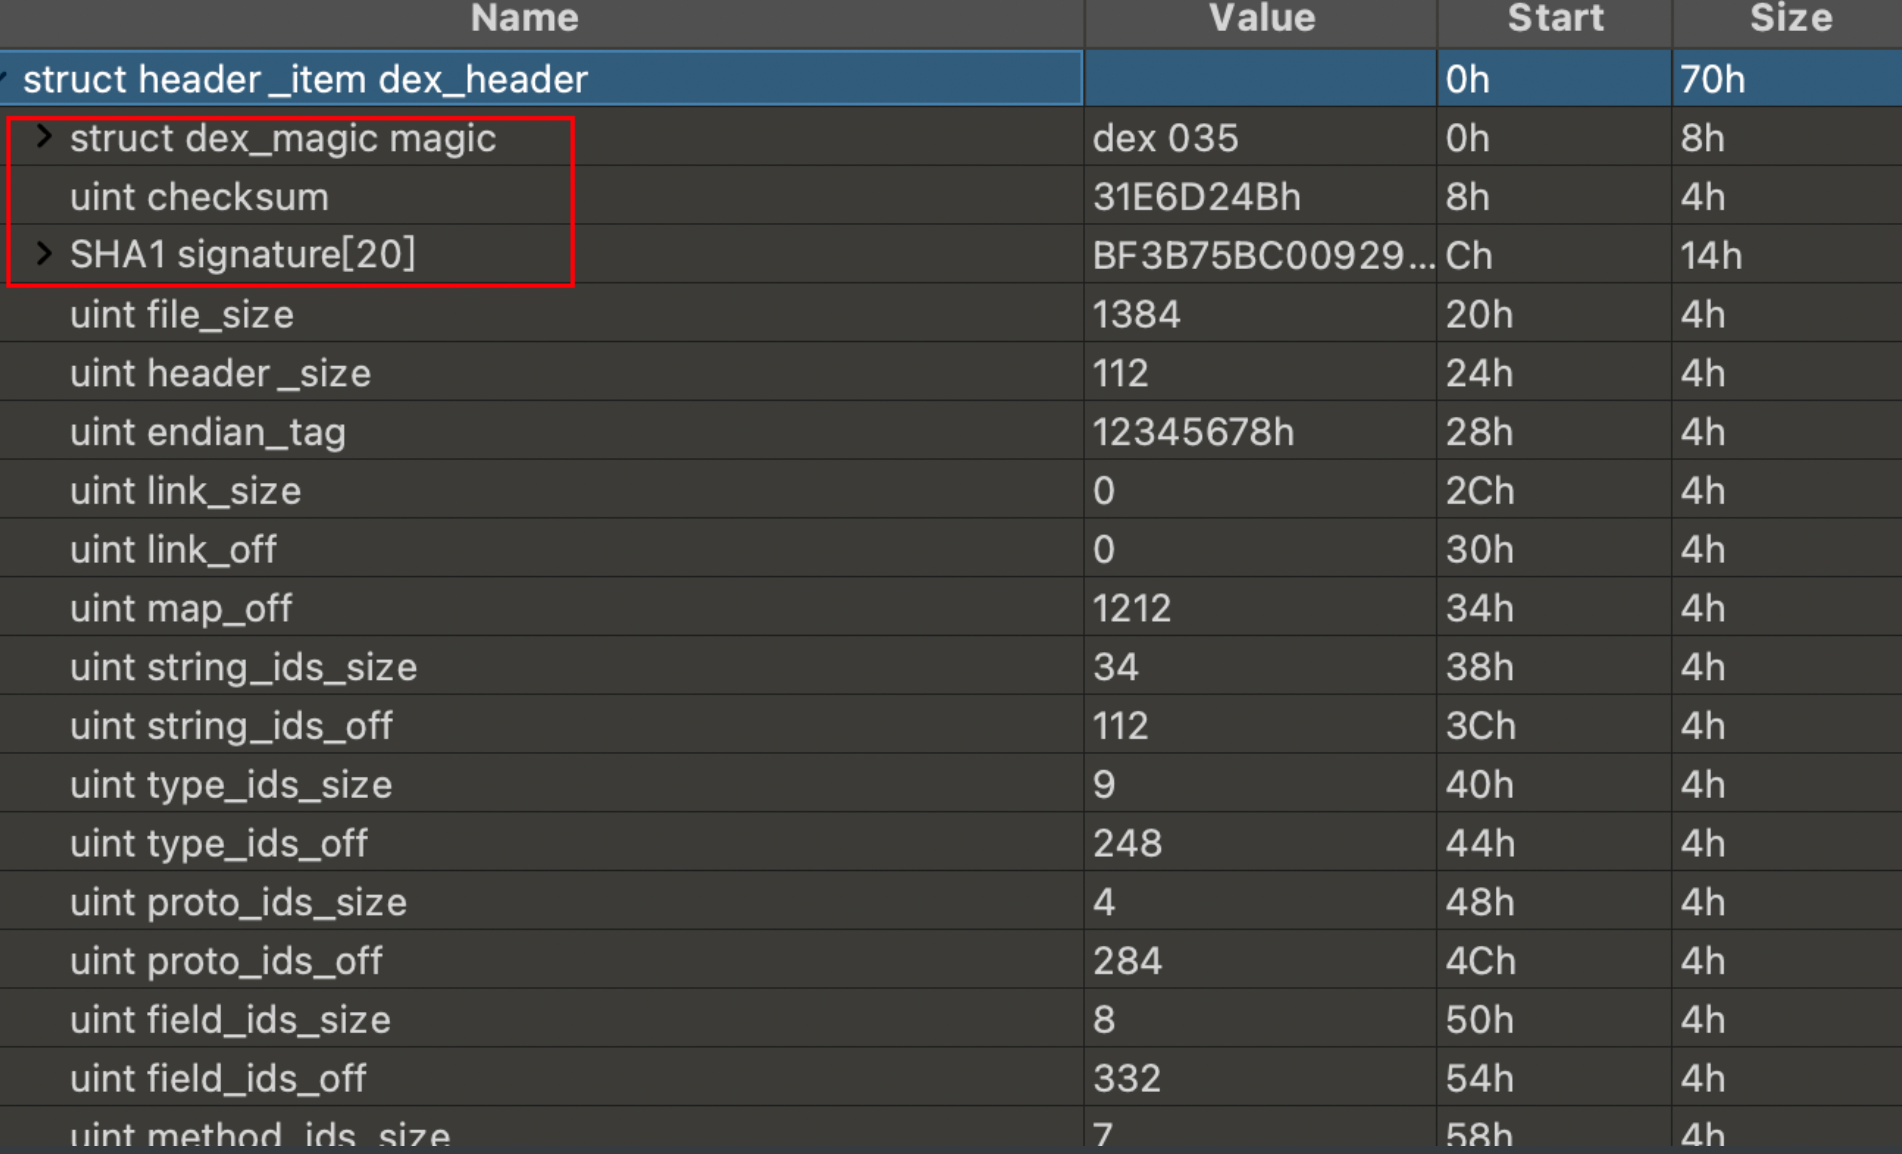 Name Value Start Size
struct header_item dex_header 0h 70h
struct dex_magic magic dex 035 0h 8h
uint checksum 31E6D24Bh 8h 4h
SHA1 signature[20] BF3B75BC00929... Ch 14h
uint file_size 1384 20h 4h
uint header_size 112 24h 4h
uint endian_tag 12345678h 28h 4h
uint link_size 0 2Ch 4h
uint link_off 0 30h 4h
uint map_off 1212 34h 4h
uint string_ids_size 34 38h 4h
uint string_ids_off 112 3Ch 4h
uint type_ids_size 9 40h 4h
uint type_ids_off 248 44h 4h
uint proto_ids_size 4 48h 4h
uint proto_ids_off 284 4Ch 4h
uint field_ids_size 8 50h 4h
uint field_ids_off 332 54h 4h
uint method_ids_size 7 58h 4h